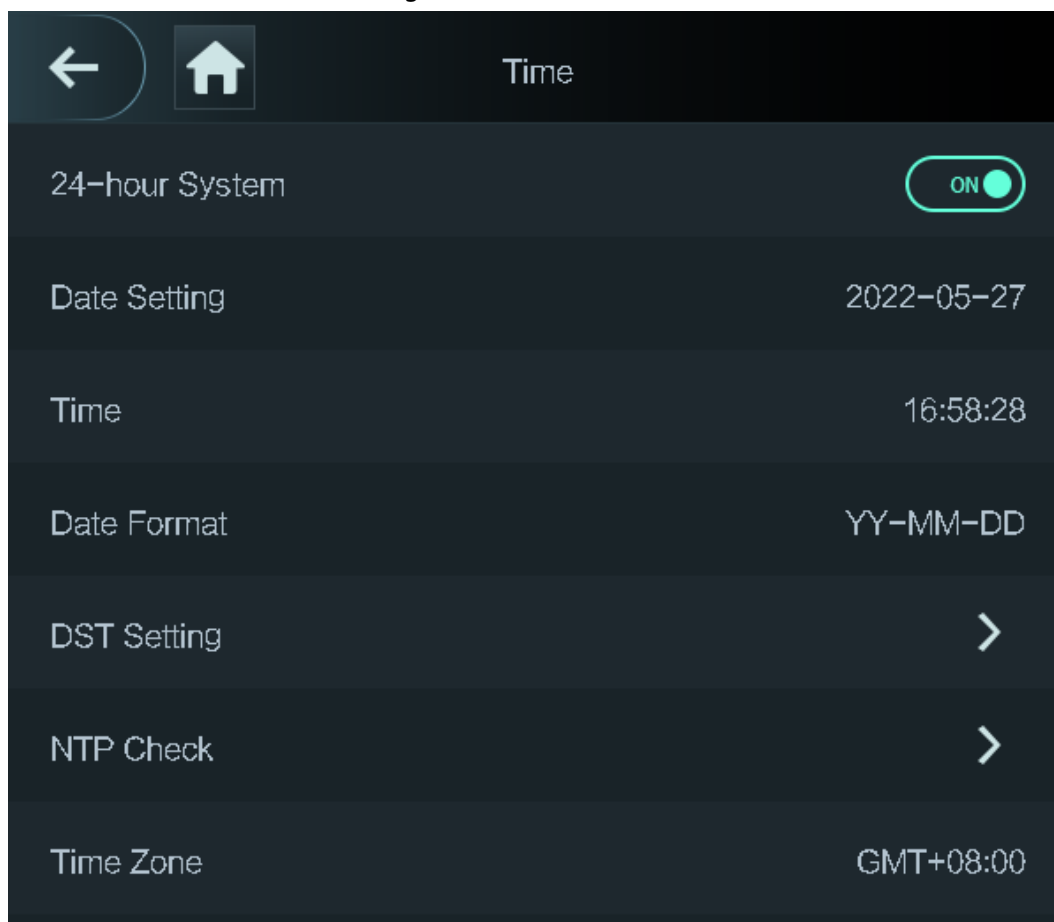 Time
24-hour System ON
Date Setting 2022-05-27
Time 16:58:28
Date Format YY-MM-DD
DST Setting
NTP Check
Time Zone GMT+08:00